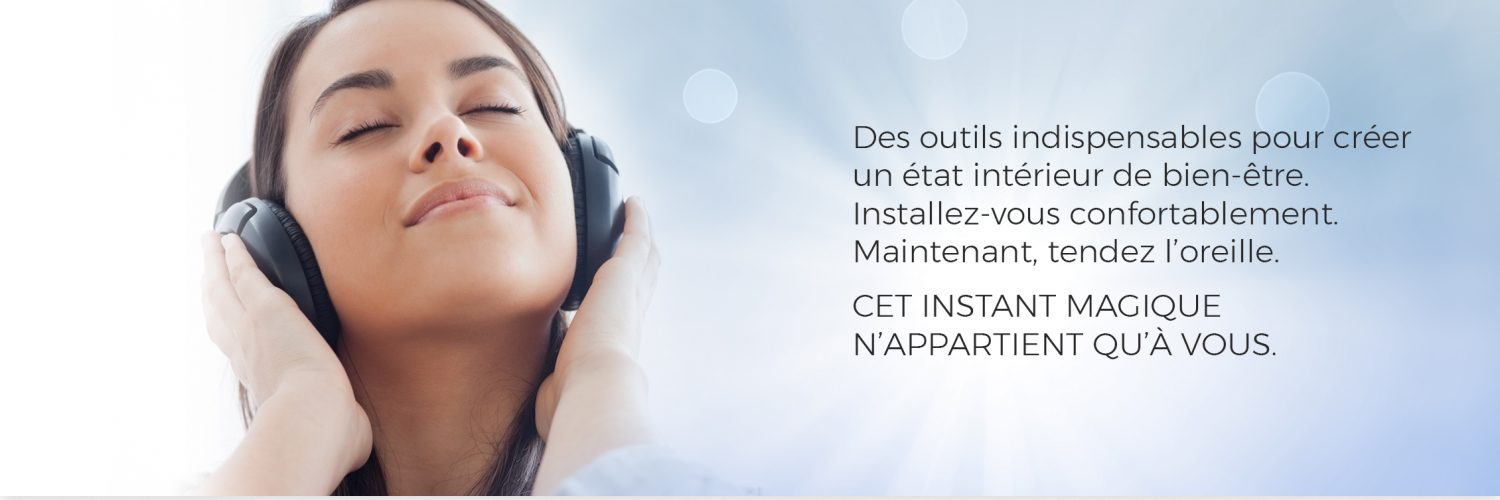 Des outils indispensables pour créer
un état intérieur de bien-être.
Installez-vous confortablement.
Maintenant, tendez l’oreille.
CET INSTANT MAGIQUE
N’APPARTIENT QU’À VOUS.